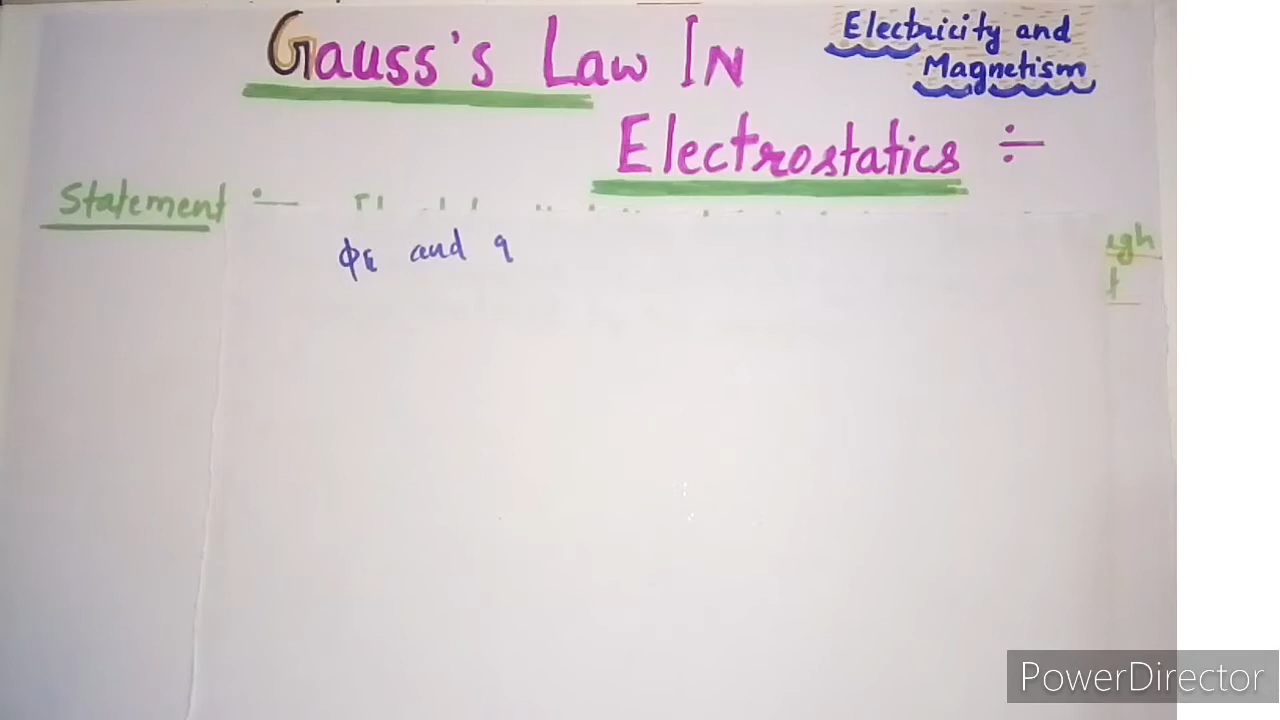 Gauss's Law In
Electricity and
Magnetism
Electrostatics ÷
Statement ÷
ϕE and q
PowerDirector